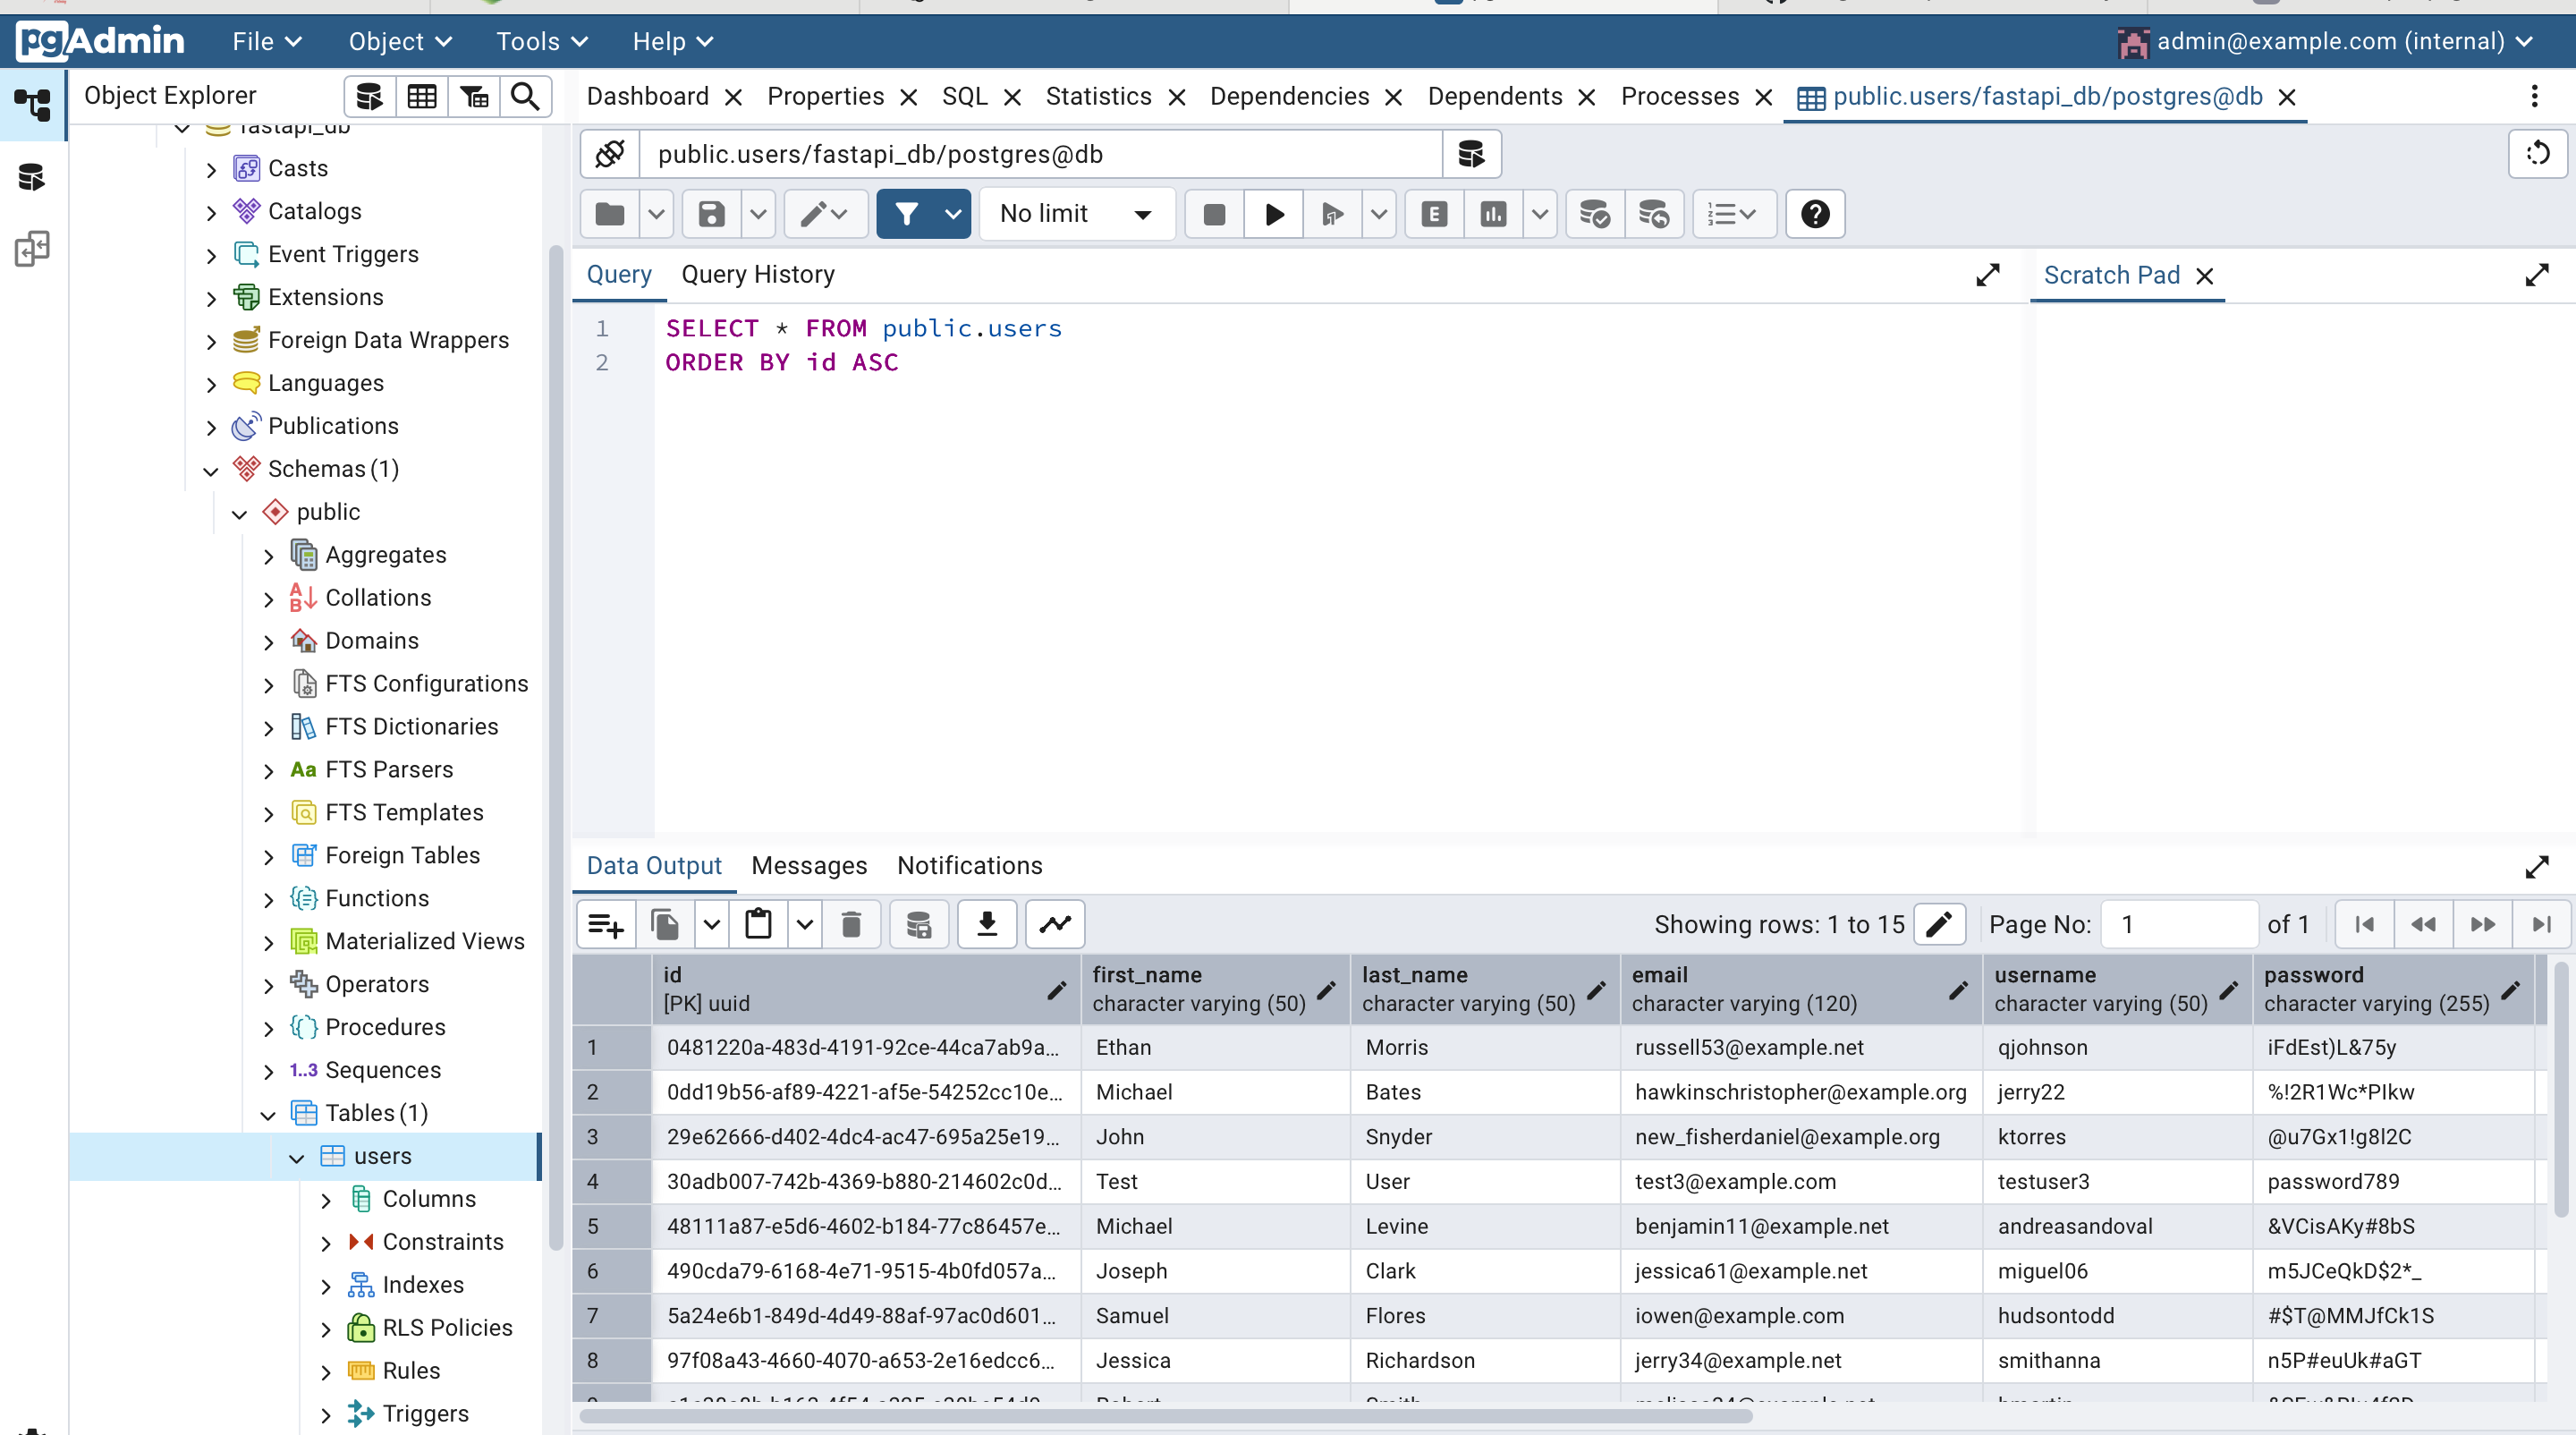 pgAdmin File Object Tools Help admin@example.com (internal)
Object Explorer
Dashboard Properties SQL Statistics Dependencies Dependents Processes public.users/fastapi_db/postgres@db
fastapi_db
Casts
Catalogs
Event Triggers
Extensions
Foreign Data Wrappers
Languages
Publications
Schemas (1)
public
Aggregates
Collations
Domains
FTS Configurations
FTS Dictionaries
Aa FTS Parsers
FTS Templates
Foreign Tables
Functions
Materialized Views
Operators
Procedures
1..3 Sequences
Tables (1)
users
Columns
Constraints
Indexes
RLS Policies
Rules
Triggers
public.users/fastapi_db/postgres@db
No limit
Query Query History
Scratch Pad
1 SELECT * FROM public.users
2 ORDER BY id ASC
Data Output Messages Notifications
Showing rows: 1 to 15 Page No: 1 of 1
id first_name last_name email username password
[PK] uuid character varying (50) character varying (50) character varying (120) character varying (50) character varying (255)
1 0481220a-483d-4191-92ce-44ca7ab9a... Ethan Morris russell53@example.net qjohnson iFdEst)L&75y
2 0dd19b56-af89-4221-af5e-54252cc10e... Michael Bates hawkinschristopher@example.org jerry22 %!2R1Wc*PIkw
3 29e62666-d402-4dc4-ac47-695a25e19... John Snyder new_fisherdaniel@example.org ktorres @u7Gx1!g8l2C
4 30adb007-742b-4369-b880-214602c0d... Test User test3@example.com testuser3 password789
5 48111a87-e5d6-4602-b184-77c86457e... Michael Levine benjamin11@example.net andreasandoval &VCisAKy#8bS
6 490cda79-6168-4e71-9515-4b0fd057a... Joseph Clark jessica61@example.net miguel06 m5JCeQkD$2*_
7 5a24e6b1-849d-4d49-88af-97ac0d601... Samuel Flores iowen@example.com hudsontodd #$T@MMJfCk1S
8 97f08a43-4660-4070-a653-2e16edcc6... Jessica Richardson jerry34@example.net smithanna n5P#euUk#aGT